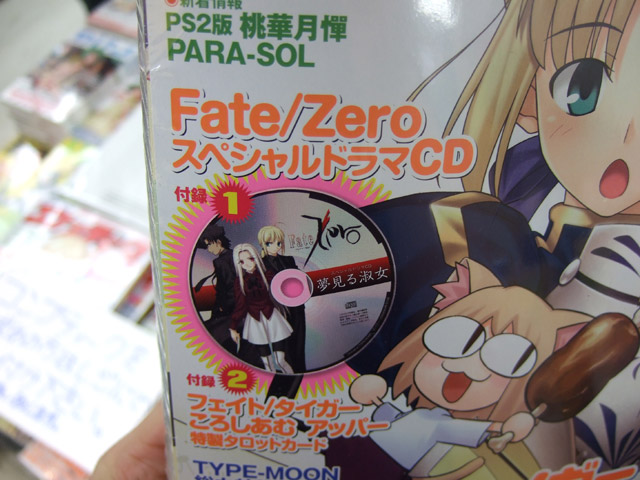 新着情報
PS2版 桃華月憚
PARA-SOL
Fate/Zero
スペシャルドラマCD
付録 1
Fate
Zero
夢見る淑女
付録 2
フェイト/タイガー
ころしあむ アッパー
特製タロットカード
TYPE-MOON